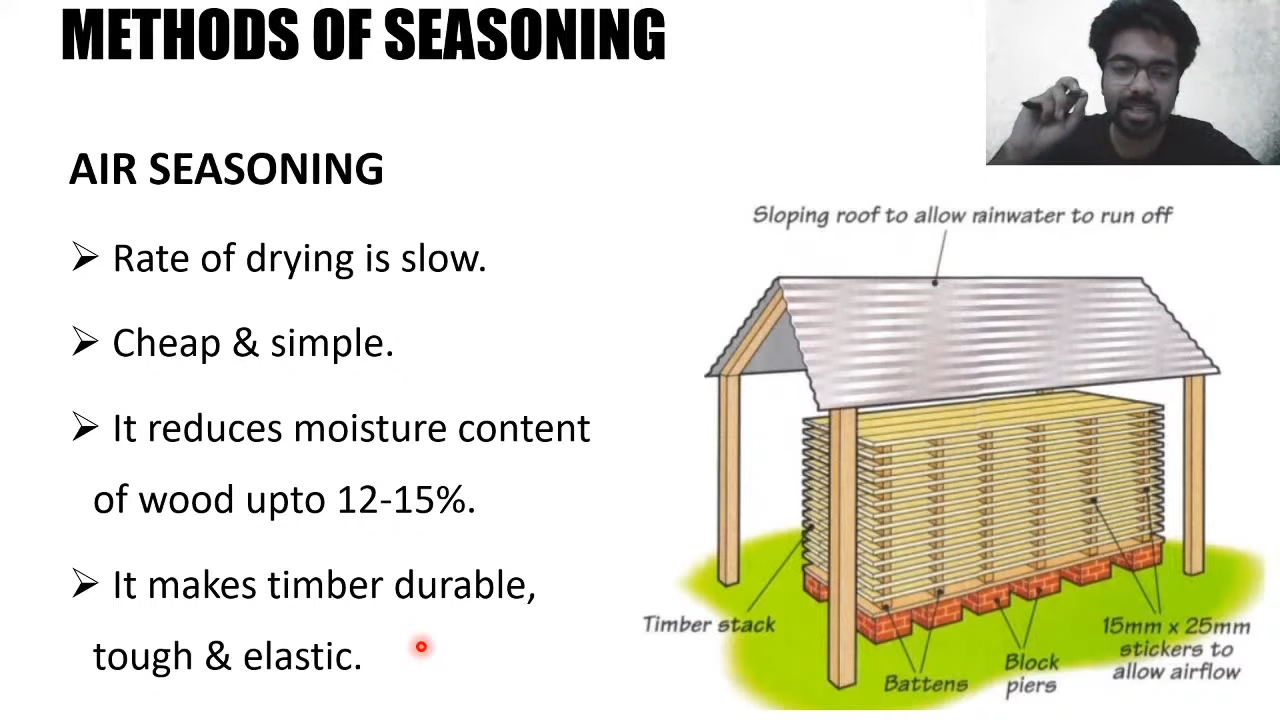 METHODS OF SEASONING
AIR SEASONING
➢ Rate of drying is slow.
➢ Cheap & simple.
➢ It reduces moisture content
of wood upto 12-15%.
➢ It makes timber durable,
tough & elastic.
Sloping roof to allow rainwater to run off
Timber stack
Battens
Block
piers
15mm x 25mm
stickers to
allow airflow